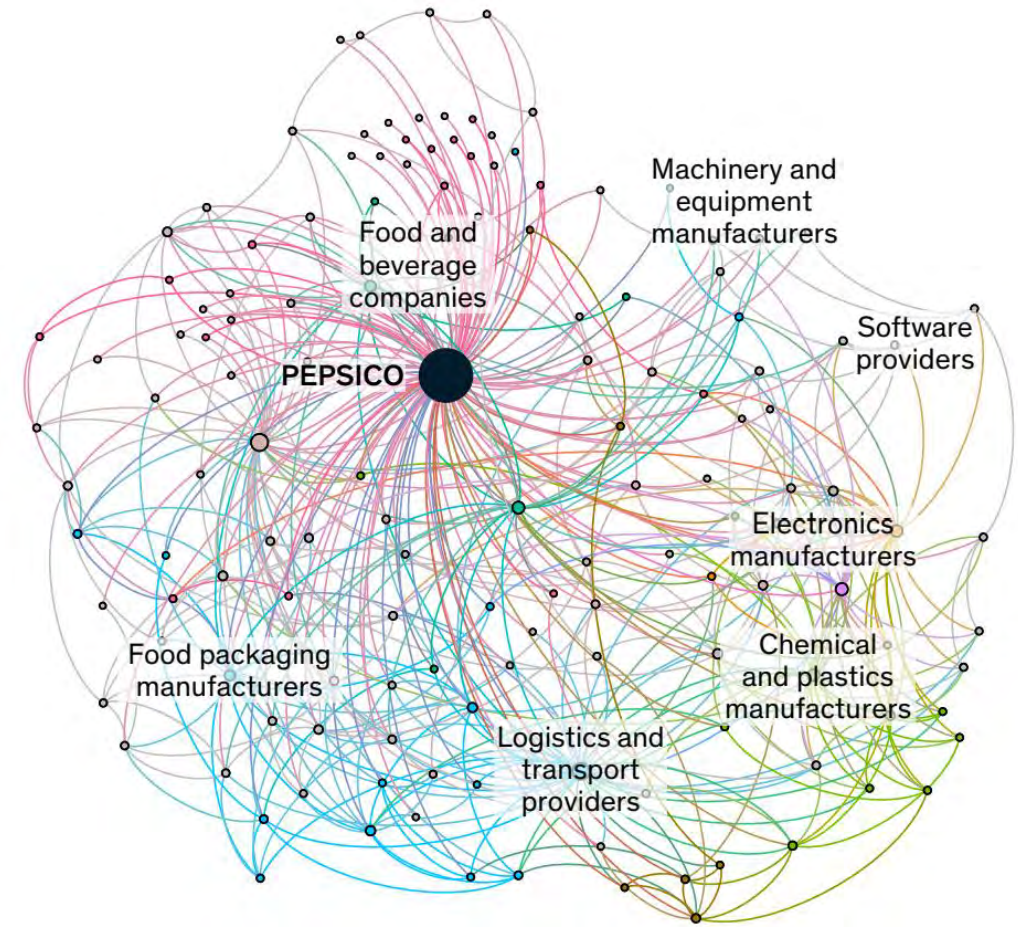 Machinery and
equipment
manufacturers
Food and
beverage
companies
Software
providers
PEPSICO
Electronics
manufacturers
Chemical
and plastics
manufacturers
Food packaging
manufacturers
Logistics and
transport
providers